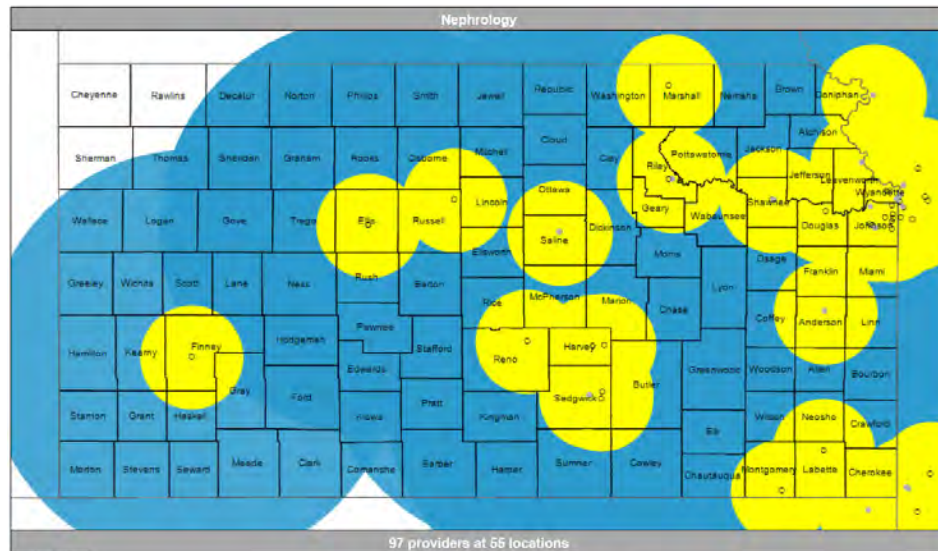 Nephrology
Cheyenne Rawlins Decatur Norton Phillips Smith Jewell Republic Washington Marshall Nemaha Brown Doniphan
Cloud Atchison
Sherman Thomas Sheridan Graham Rooks Osborne Mitchell Clay Riley Pottawatomie Jackson Jefferson Leavenworth Wyandotte
Ottawa
Wallace Logan Gove Trego Ellis Russell Lincoln Saline Dickinson Geary Wabaunsee Shawnee Douglas Johnson
Ellsworth Morris Osage Franklin Miami
Greeley Wichita Scott Lane Ness Rush Barton Rice McPherson Marion Chase Lyon Coffey Anderson Linn
Pawnee
Hamilton Kearny Finney Hodgeman Edwards Stafford Reno Harvey Greenwood Woodson Allen Bourbon
Gray Ford Pratt Sedgwick Butler
Stanton Grant Haskell Kiowa Kingman Elk Wilson Neosho Crawford
Morton Stevens Seward Meade Clark Comanche Barber Harper Sumner Cowley Chautauqua Montgomery Labette Cherokee
97 providers at 55 locations